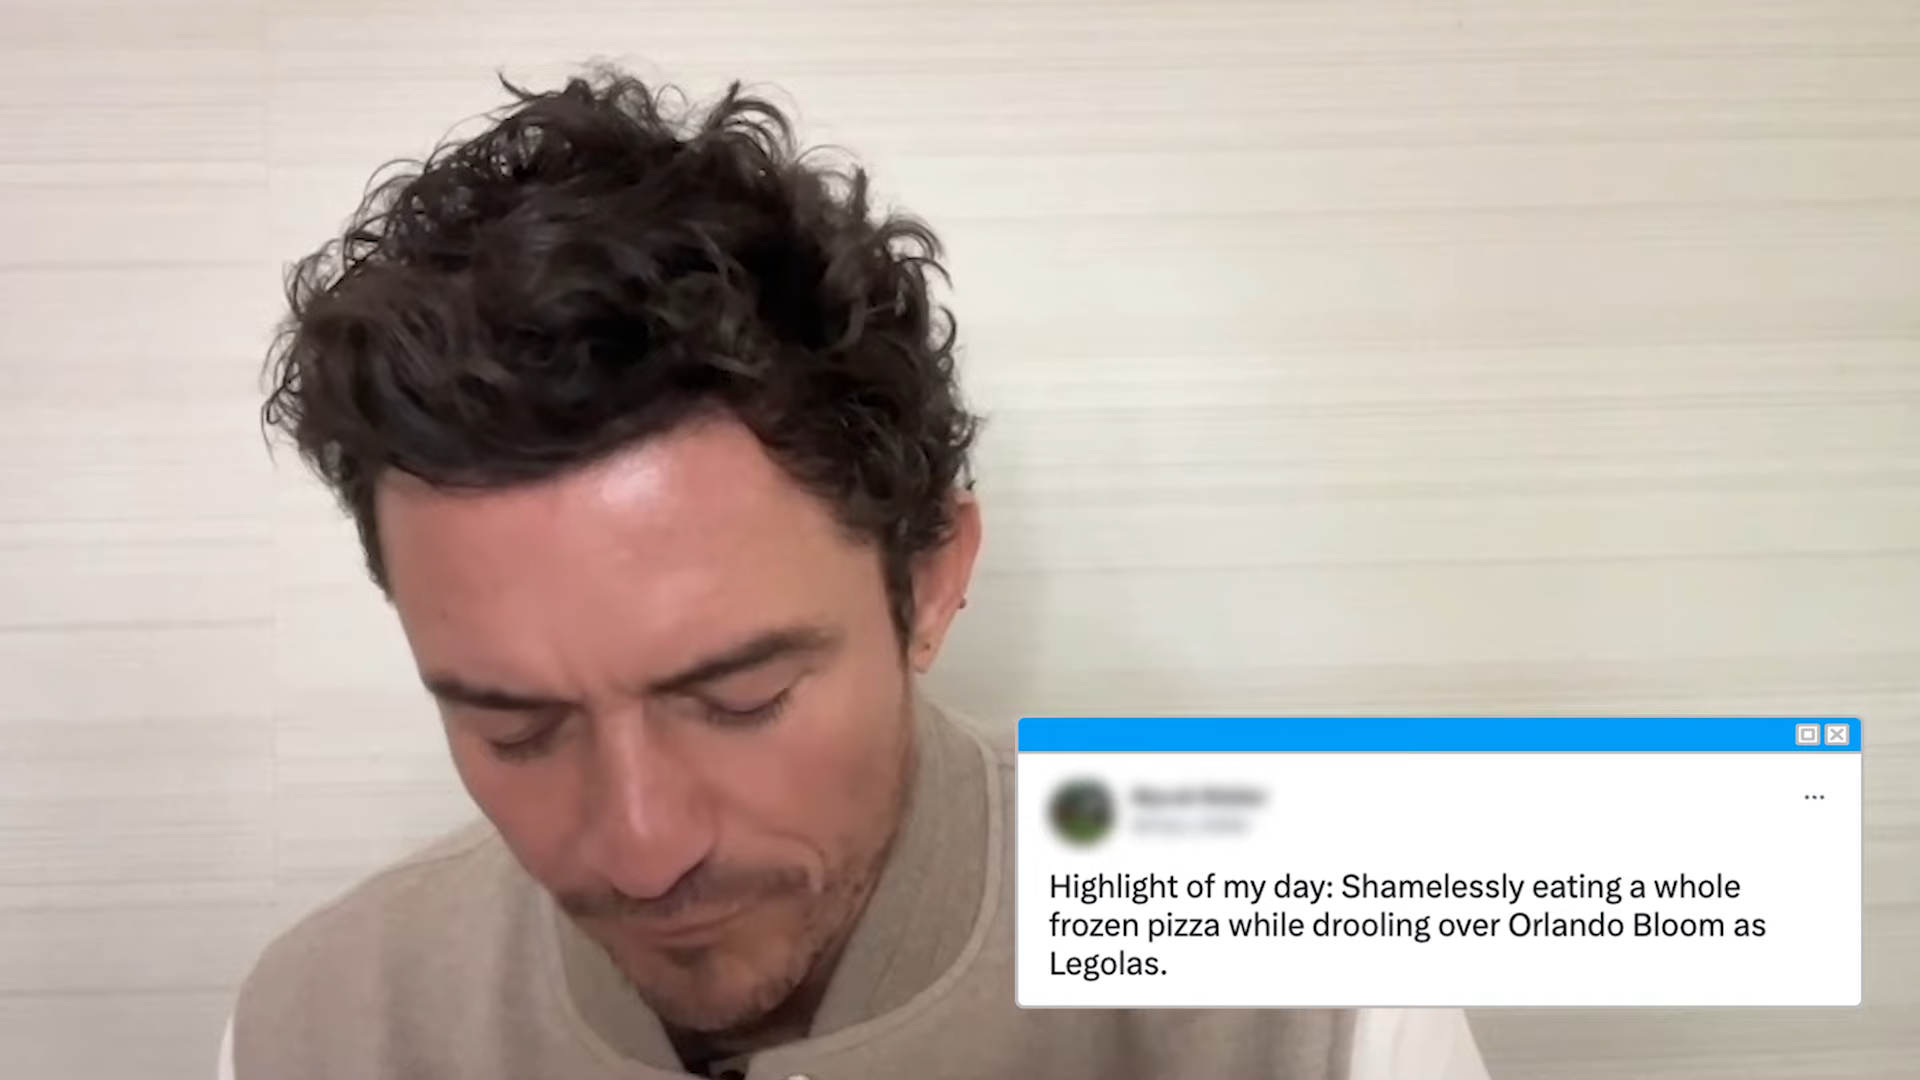 Highlight of my day: Shamelessly eating a whole
frozen pizza while drooling over Orlando Bloom as
Legolas.